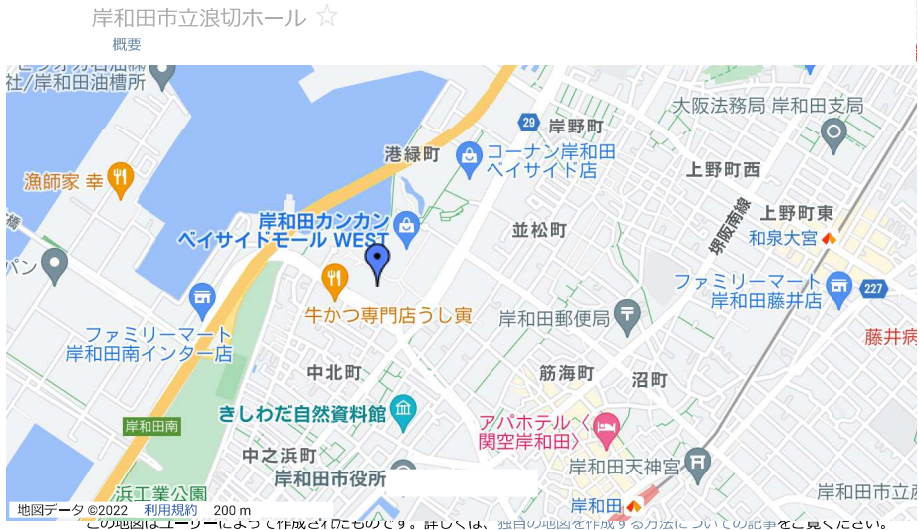 岸和田市立浪切ホール ☆
概要
社/岸和田油槽所
大阪法務局 岸和田支局
29
岸野町
港緑町
コーナン岸和田
ベイサイド店
上野町西
漁師家 幸
岸和田カンカン
ベイサイドモール WEST
並松町
堺阪南線
上野町東
和泉大宮
パン
ファミリーマート
岸和田藤井店
227
牛かつ専門店うし寅
岸和田郵便局
ファミリーマート
岸和田南インター店
藤井病
中北町
筋海町
沼町
きしわだ自然資料館
アパホテル〈
関空岸和田〉
岸和田南
中之浜町
岸和田市役所
岸和田天神宮
浜工業公園
岸和田
岸和田市立産
地図データ ©2022 利用規約 200 m
この地図はユーザーによって作成されたものです。詳しくは、独自の地図を作成する方法についての記事をご覧ください。